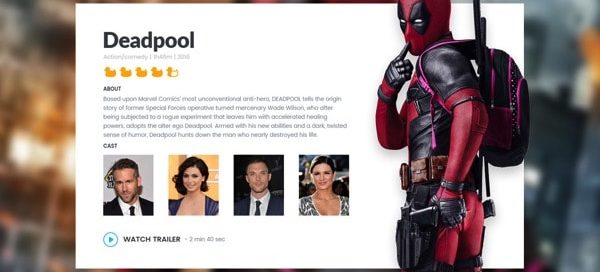 Deadpool
Action/comedy | 1h46m | 2016
ABOUT
Based upon Marvel Comics' most unconventional anti-hero, DEADPOOL tells the origin
story of former Special Forces operative turned mercenary Wade Wilson, who after
being subjected to a rogue experiment that leaves him with accelerated healing
powers, adopts the alter ego Deadpool. Armed with his new abilities and a dark, twisted
sense of humor, Deadpool hunts down the man who nearly destroyed his life.
CAST
WATCH TRAILER - 2 min 40 sec